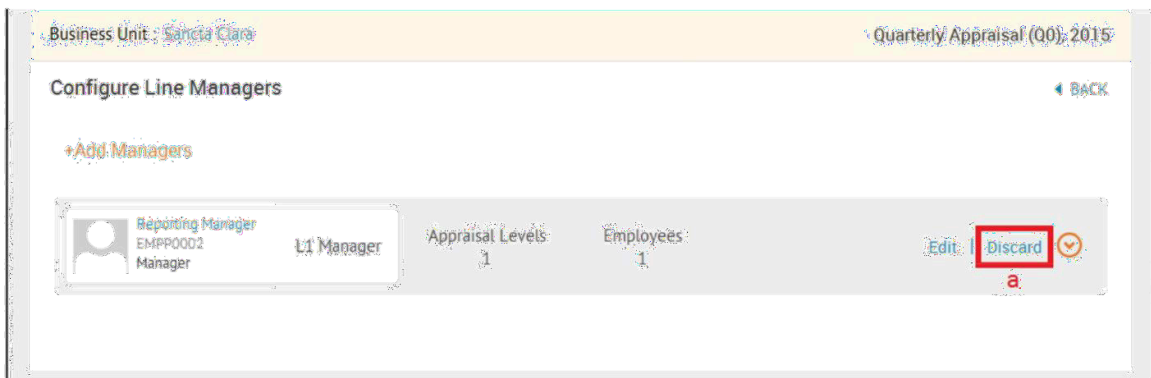 Business Unit : Sancta Clara
Quarterly Appraisal (Q0), 2015
Configure Line Managers
BACK
+Add Managers
Reporting Manager
EMPP0002
Manager
L1 Manager
Appraisal Levels
1
Employees
1
Edit | Discard
a